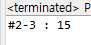 <terminated> P
#2-3 : 15